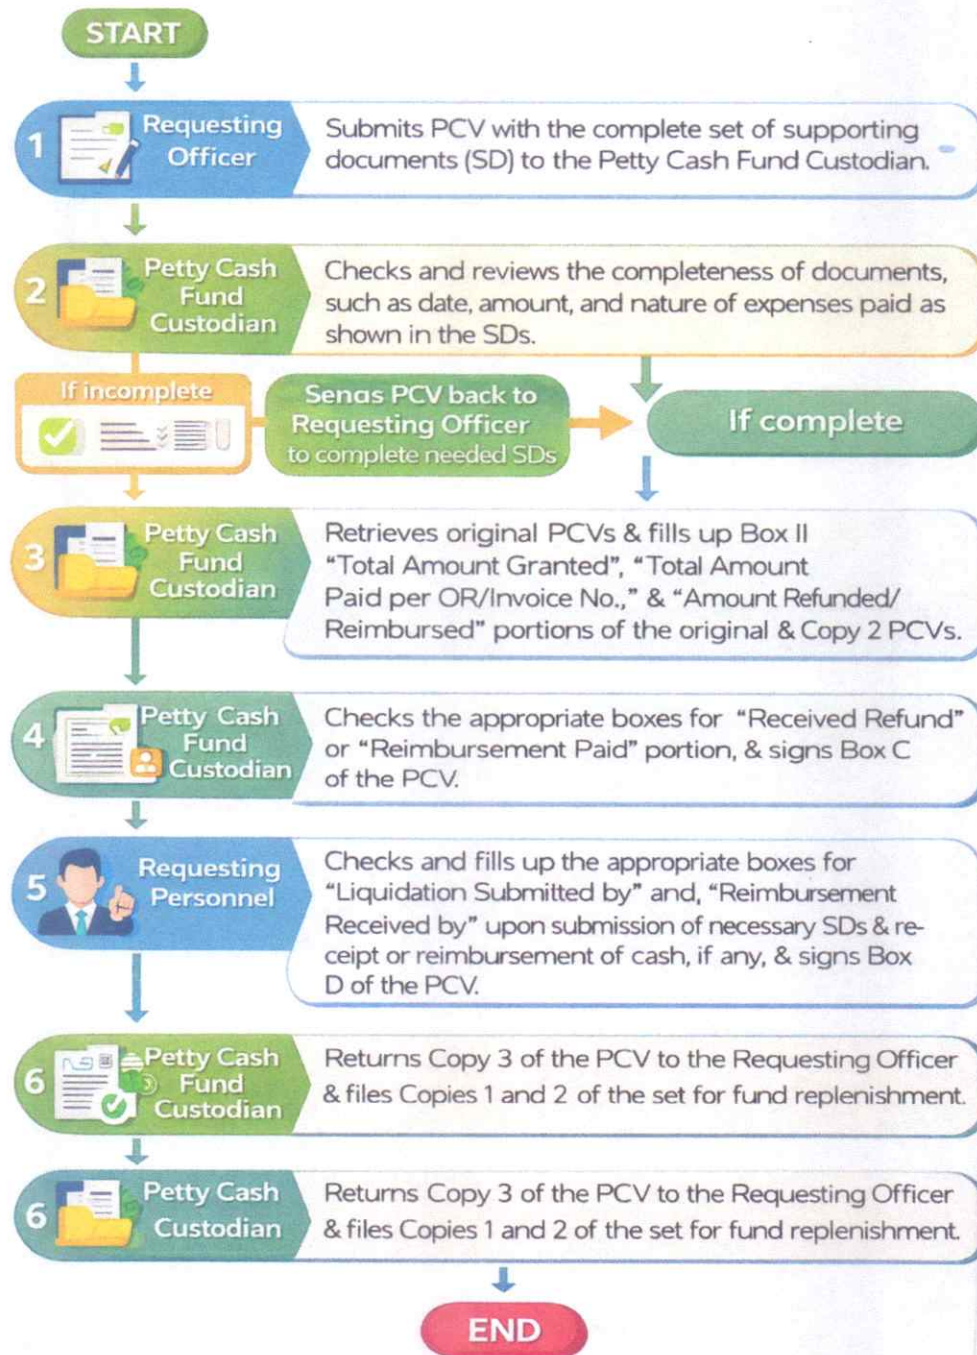 START
1
Requesting
Officer
Submits PCV with the complete set of supporting
documents (SD) to the Petty Cash Fund Custodian.
2
Petty Cash
Fund
Custodian
Checks and reviews the completeness of documents,
such as date, amount, and nature of expenses paid as
shown in the SDs.
If incomplete
Senas PCV back to
Requesting Officer
to complete needed SDs
If complete
3
Petty Cash
Fund
Custodian
Retrieves original PCVs & fills up Box II
“Total Amount Granted”, “Total Amount
Paid per OR/Invoice No.,” & “Amount Refunded/
Reimbursed” portions of the original & Copy 2 PCVs.
4
Petty Cash
Fund
Custodian
Checks the appropriate boxes for “Received Refund”
or “Reimbursement Paid” portion, & signs Box C
of the PCV.
5
Requesting
Personnel
Checks and fills up the appropriate boxes for
“Liquidation Submitted by” and, “Reimbursement
Received by” upon submission of necessary SDs & re-
ceipt or reimbursement of cash, if any, & signs Box
D of the PCV.
6
Petty Cash
Fund
Custodian
Returns Copy 3 of the PCV to the Requesting Officer
& files Copies 1 and 2 of the set for fund replenishment.
6
Petty Cash
Custodian
Returns Copy 3 of the PCV to the Requesting Officer
& files Copies 1 and 2 of the set for fund replenishment.
END